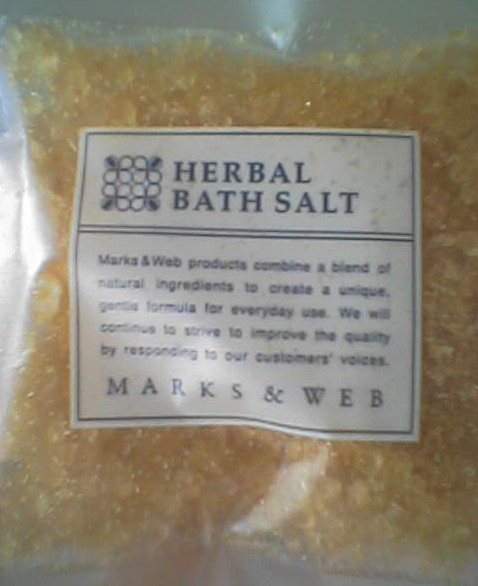 HERBAL
BATH SALT
Marks & Web products combine a blend of
natural ingredients to create a unique,
gentle formula for everyday use. We will
continue to strive to improve the quality
by responding to our customers' voices.
MARKS & WEB